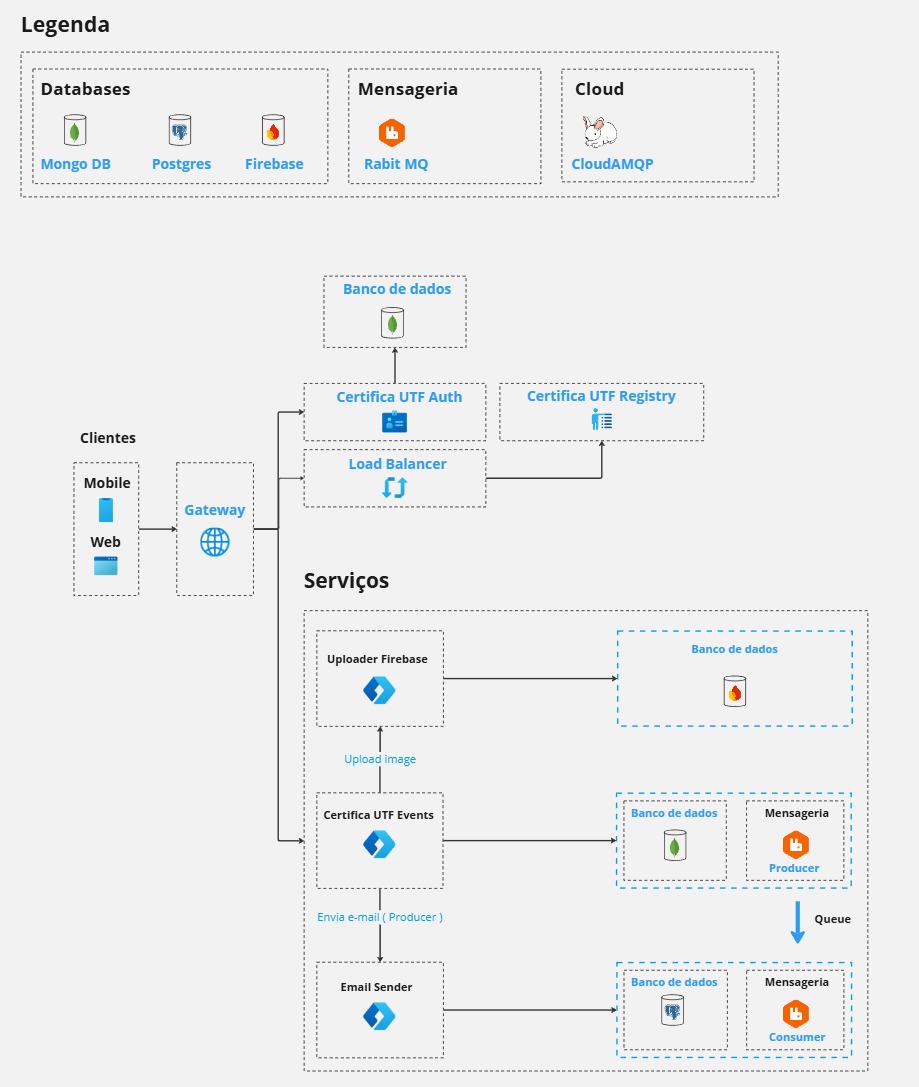 Legenda
Databases
Mongo DB
Postgres
Firebase
Mensageria
Rabit MQ
Cloud
CloudAMQP
Banco de dados
Certifica UTF Auth
Certifica UTF Registry
Load Balancer
Clientes
Mobile
Web
Gateway
Serviços
Uploader Firebase
Banco de dados
Upload image
Certifica UTF Events
Banco de dados
Mensageria
Producer
Envia e-mail ( Producer )
Queue
Email Sender
Banco de dados
Mensageria
Consumer